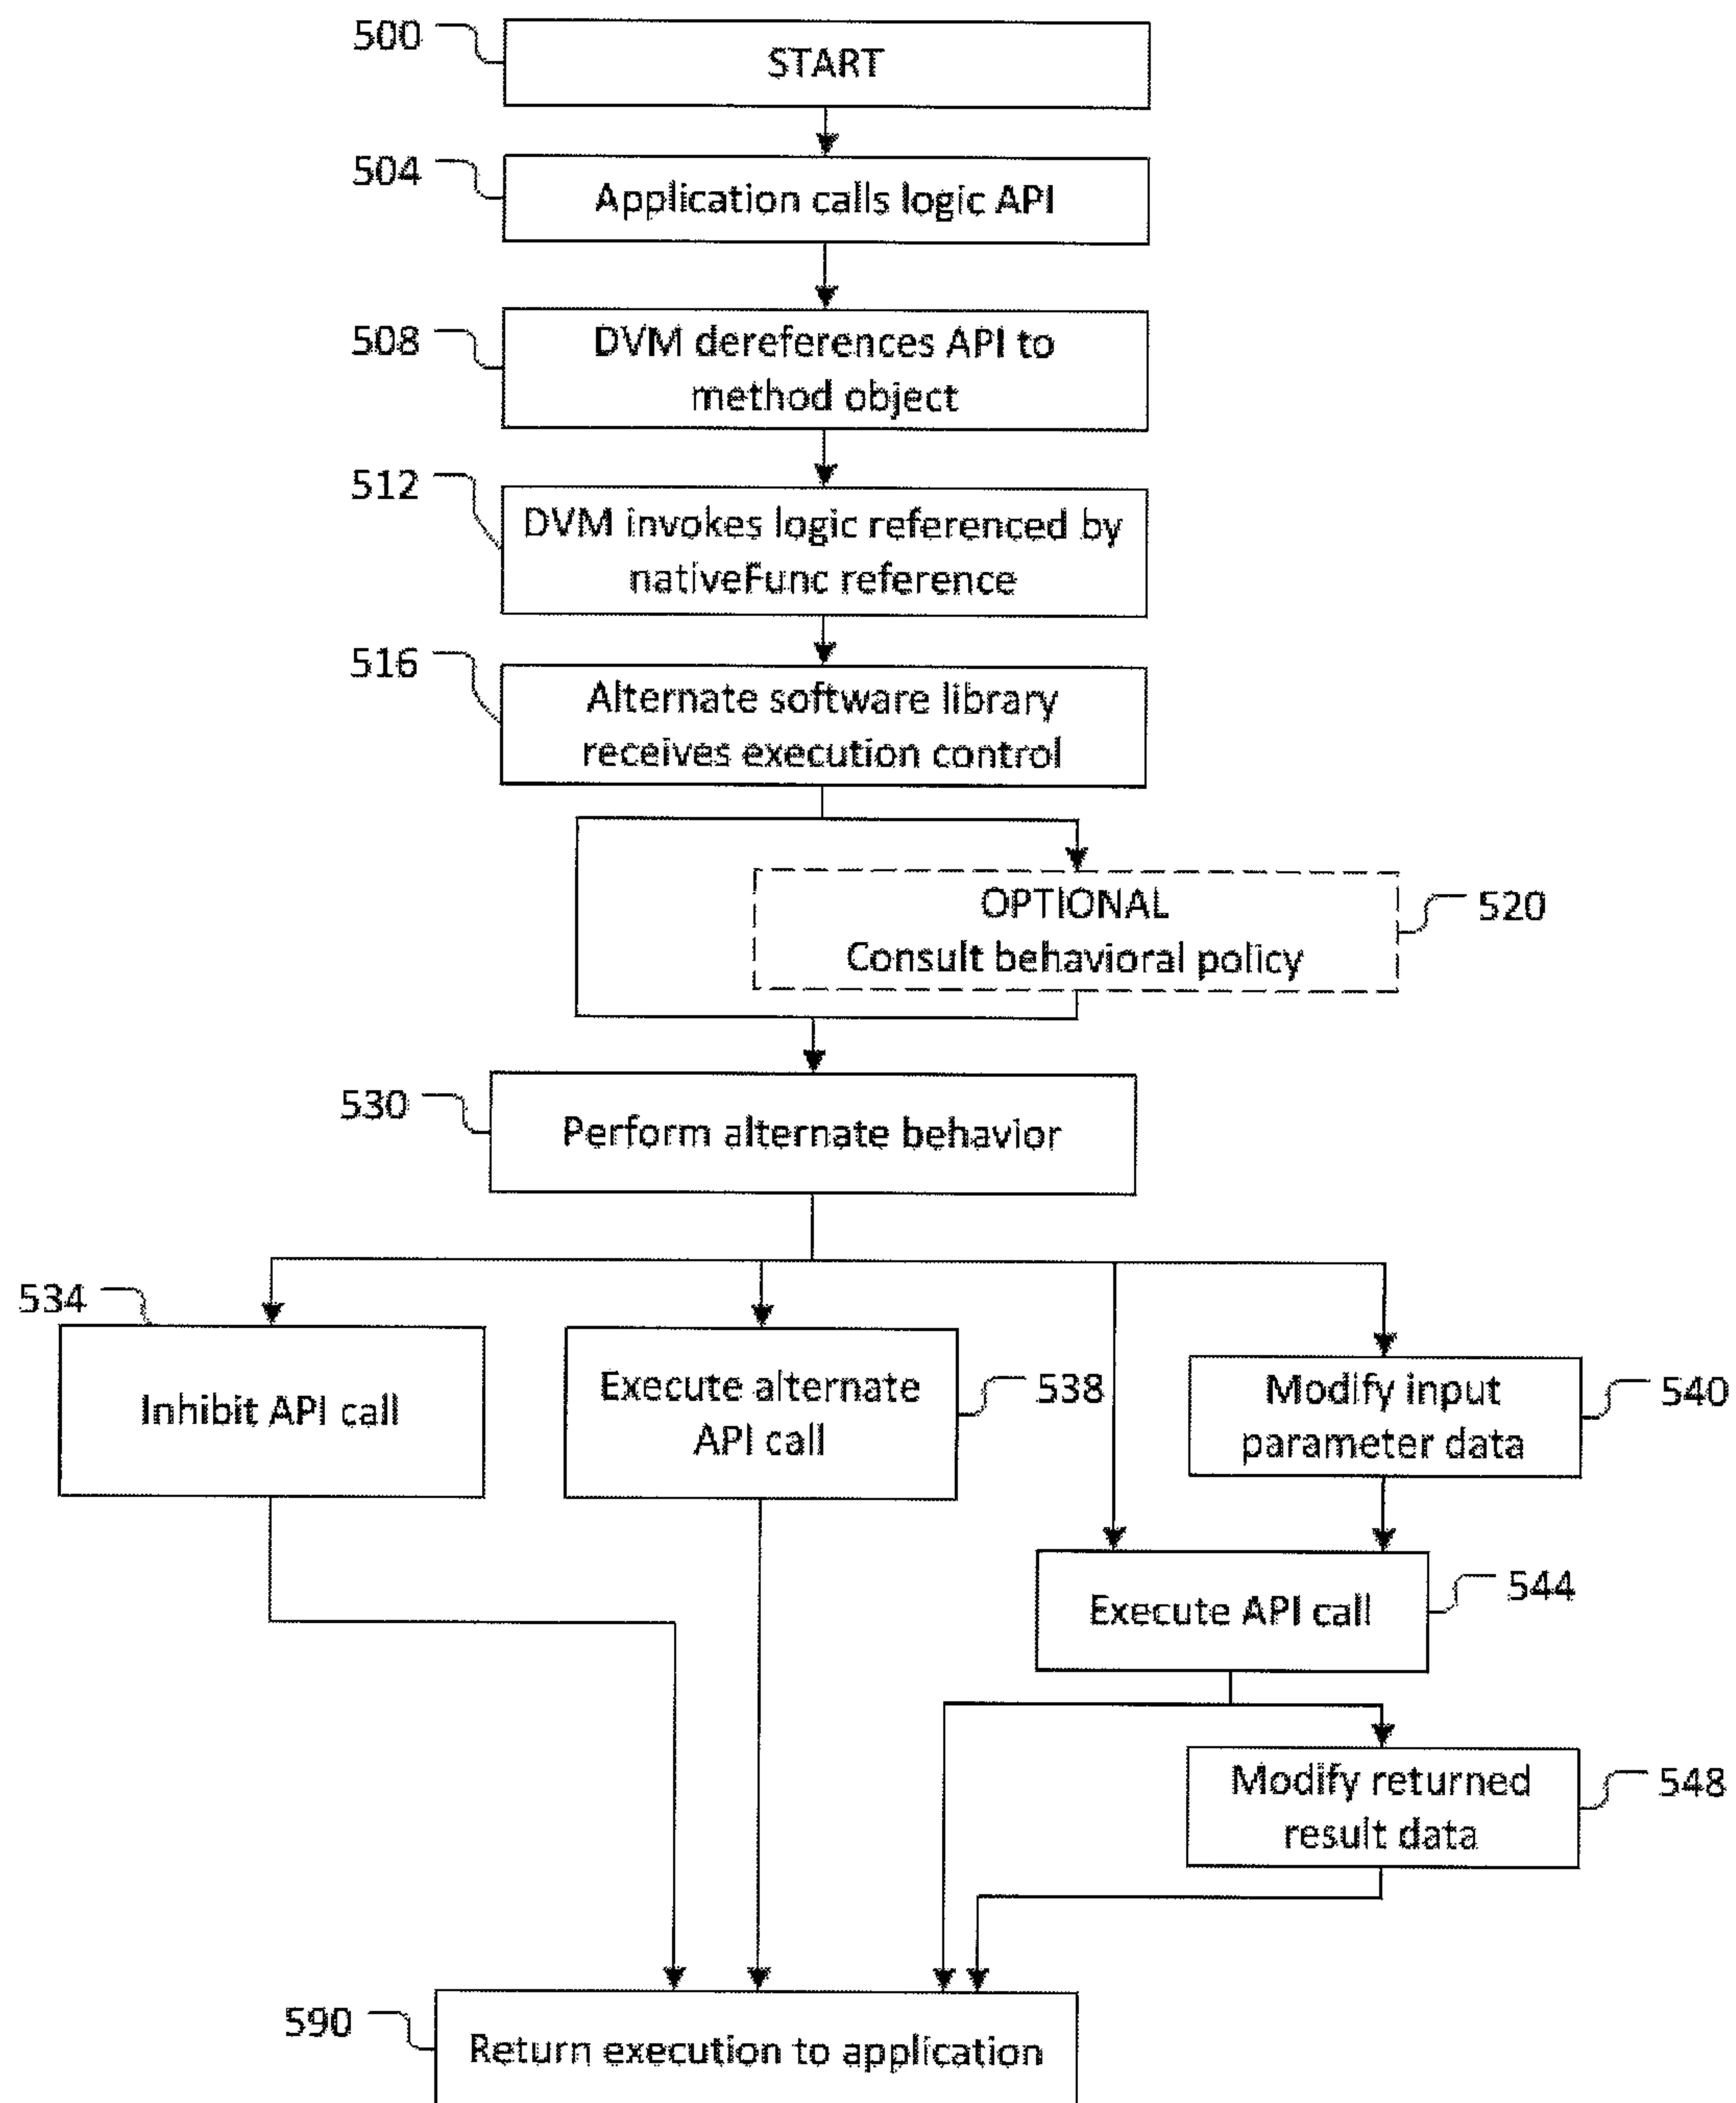 500
START
504
Application calls logic API
508
DVM dereferences API to
method object
512
DVM invokes logic referenced by
nativeFunc reference
516
Alternate software library
receives execution control
OPTIONAL
Consult behavioral policy
520
530
Perform alternate behavior
534
Inhibit API call
Execute alternate
API call
538
Modify input
parameter data
540
Execute API call
544
Modify returned
result data
548
590
Return execution to application